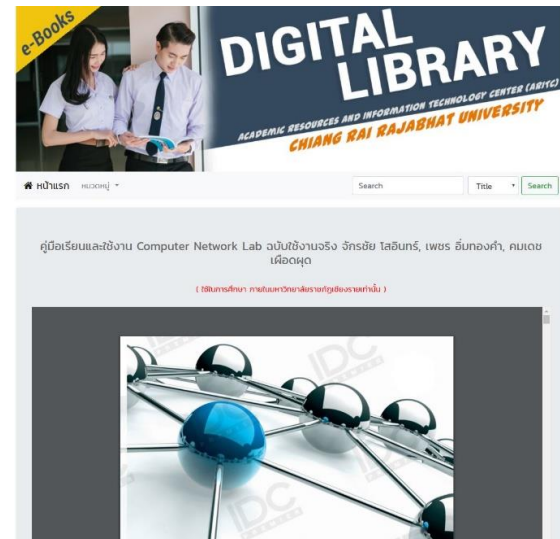 e-Books
DIGITAL
LIBRARY
ACADEMIC RESOURCES AND INFORMATION TECHNOLOGY CENTER (ARITC)
CHIANG RAI RAJABHAT UNIVERSITY
หน้าแรก หมวดหมู่ Search Title Search
คู่มือเรียนและใช้งาน Computer Network Lab ฉบับใช้งานจริง จักรชัย โสอินทร์, เพชร อิ่มทองคำ, คมเดช
เผือดผุด
( ใช้ในการศึกษา ภายในมหาวิทยาลัยราชภัฏเชียงรายเท่านั้น )
IDC
IDC
IDC